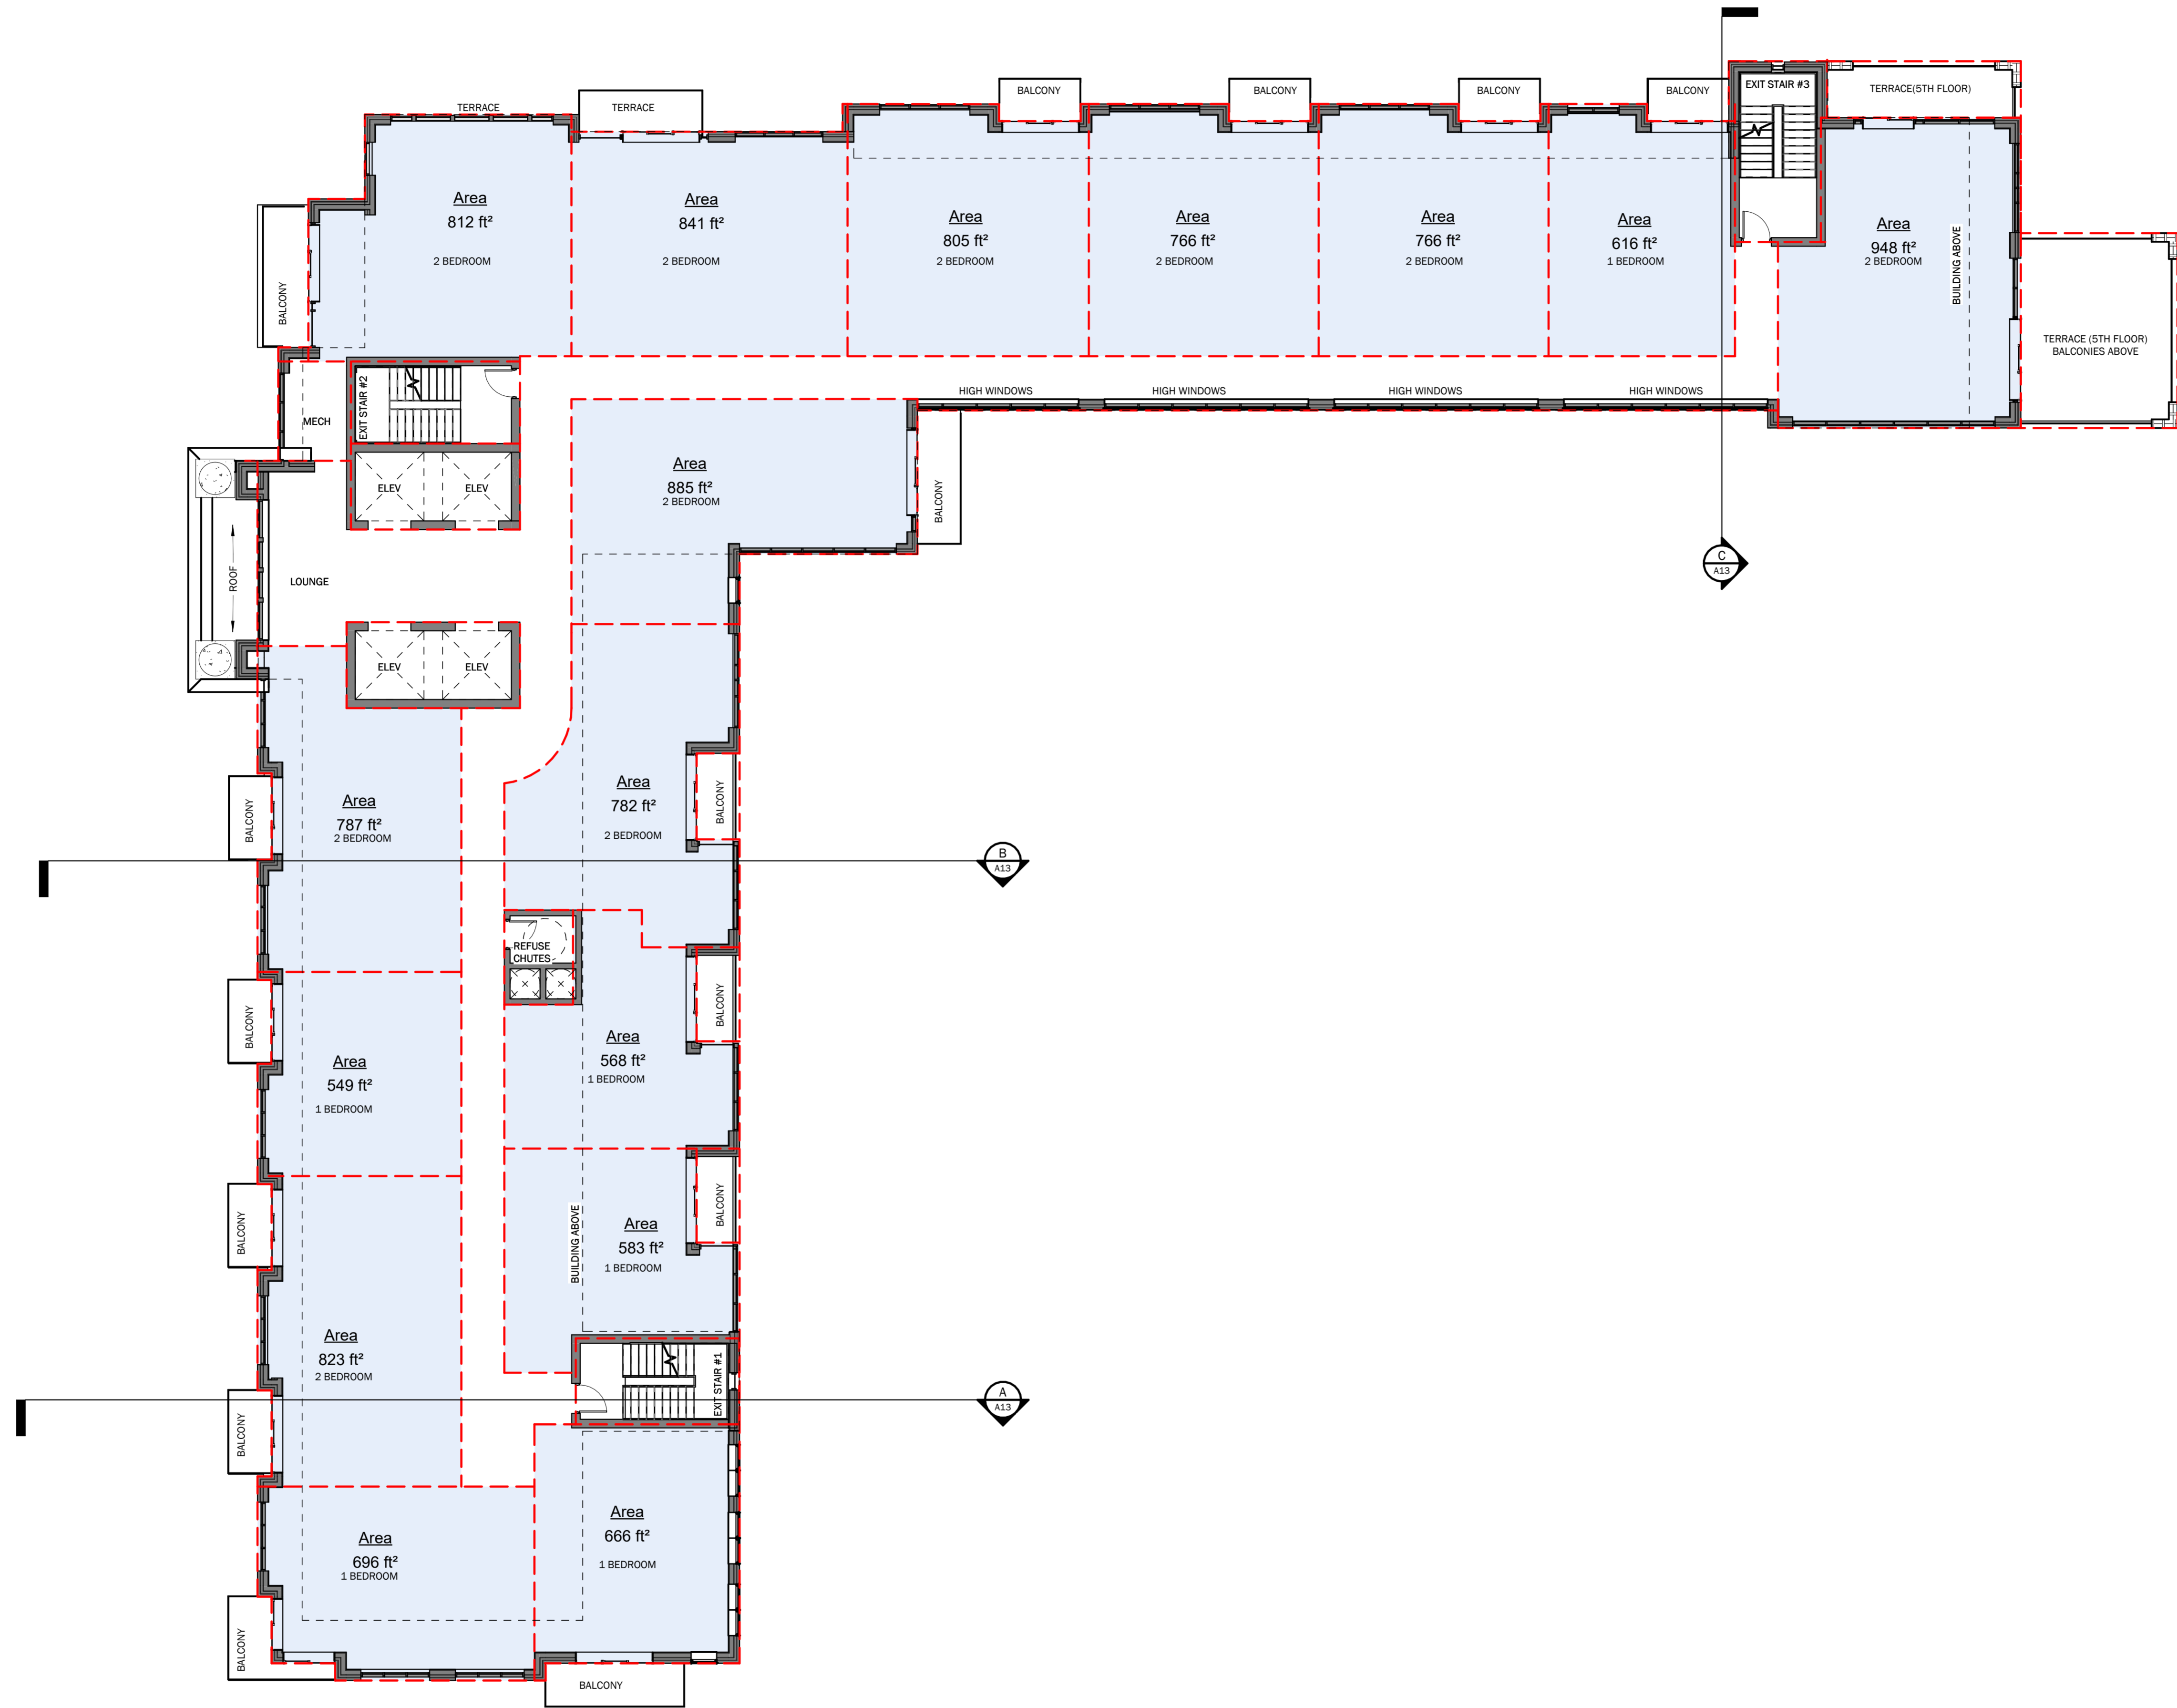 BALCONY
BALCONY
BALCONY
BALCONY
EXIT STAIR #3
TERRACE(5TH FLOOR)
TERRACE
TERRACE
Area
812 ft²
2 BEDROOM
Area
841 ft²
2 BEDROOM
Area
805 ft²
2 BEDROOM
Area
766 ft²
2 BEDROOM
Area
766 ft²
2 BEDROOM
Area
616 ft²
1 BEDROOM
Area
948 ft²
2 BEDROOM
BUILDING ABOVE
BALCONY
TERRACE (5TH FLOOR)
BALCONIES ABOVE
EXIT STAIR #2
MECH
HIGH WINDOWS
HIGH WINDOWS
HIGH WINDOWS
HIGH WINDOWS
ELEV
ELEV
Area
885 ft²
2 BEDROOM
BALCONY
ROOF
LOUNGE
C
A13
ELEV
ELEV
Area
787 ft²
2 BEDROOM
BALCONY
Area
782 ft²
2 BEDROOM
BALCONY
B
A13
REFUSE
CHUTES
BALCONY
BALCONY
Area
549 ft²
1 BEDROOM
Area
568 ft²
1 BEDROOM
BALCONY
BALCONY
BUILDING ABOVE
Area
583 ft²
1 BEDROOM
Area
823 ft²
2 BEDROOM
EXIT STAIR #1
A
A13
BALCONY
Area
696 ft²
1 BEDROOM
Area
666 ft²
1 BEDROOM
BALCONY
BALCONY